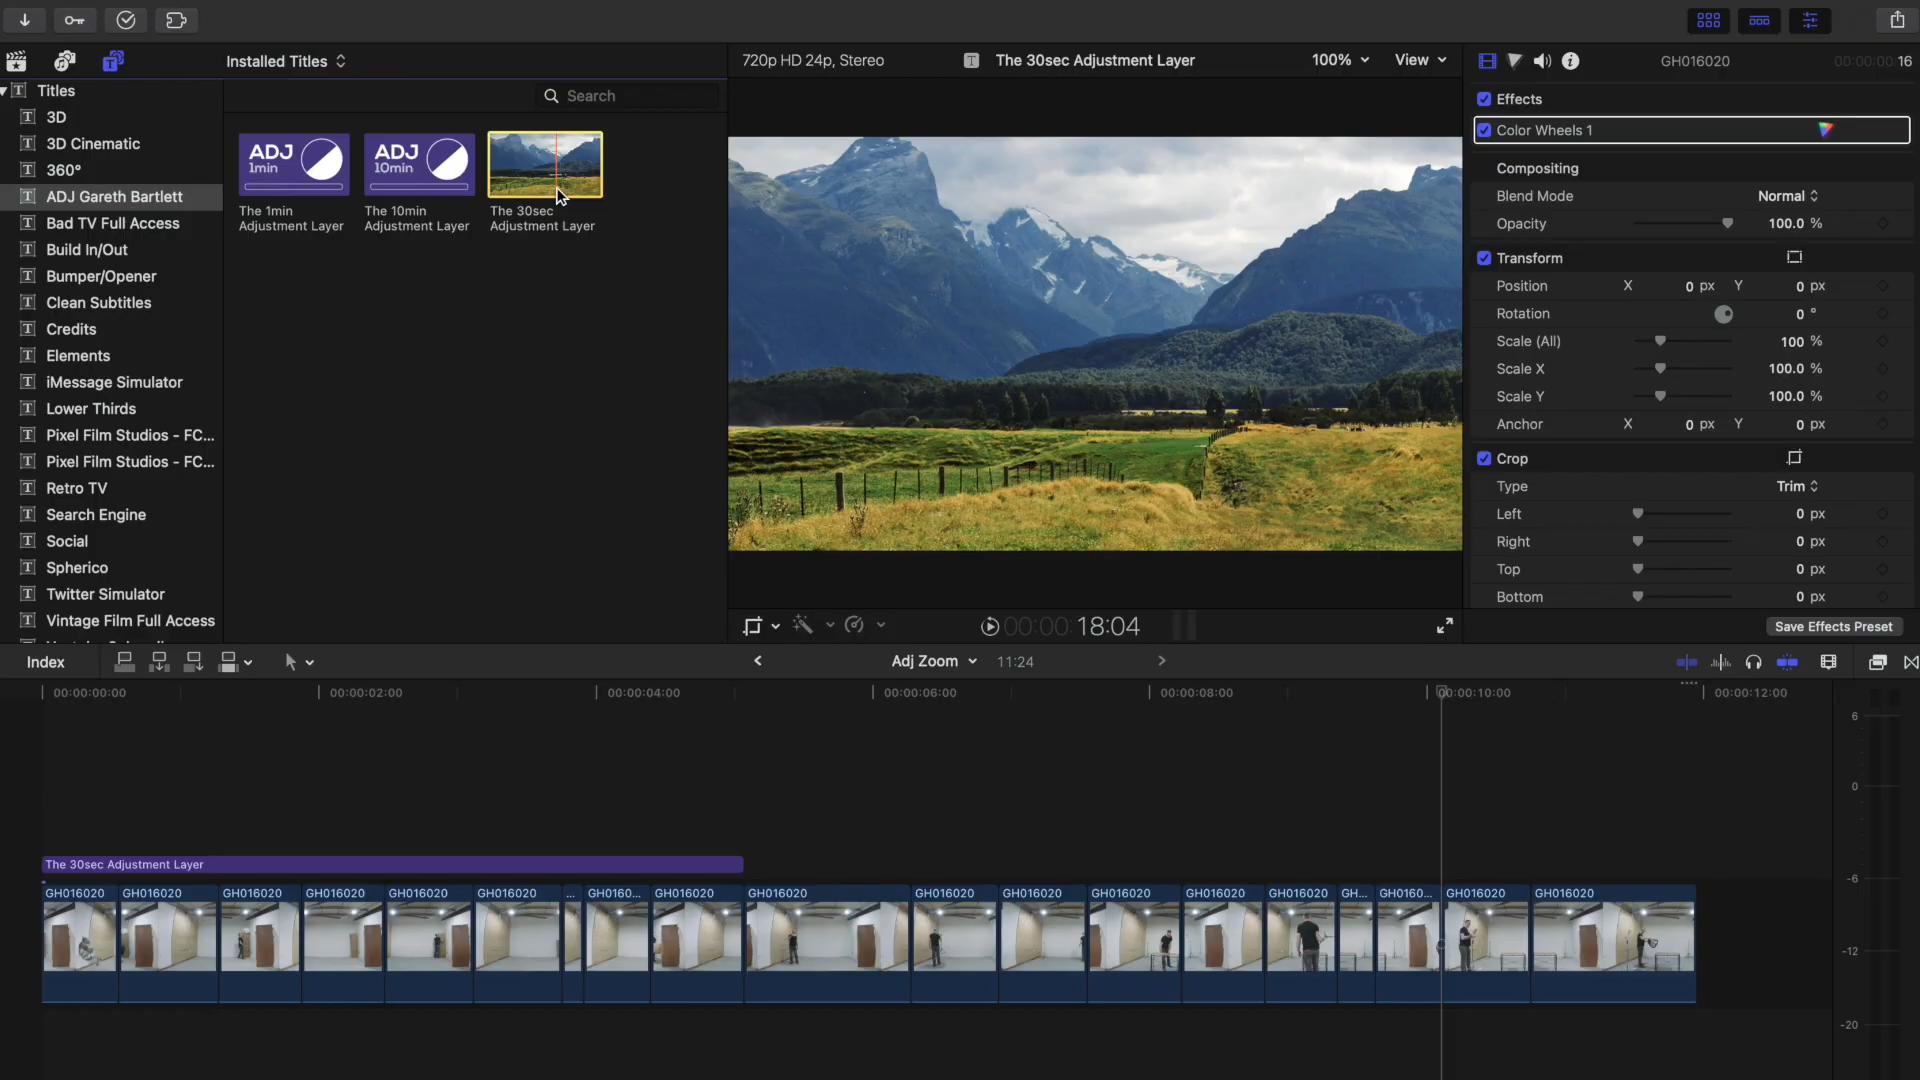 Installed Titles
720p HD 24p, Stereo
The 30sec Adjustment Layer
100%
View
GH016020
00:00:00 16
Titles
3D
3D Cinematic
360°
ADJ Gareth Bartlett
Bad TV Full Access
Build In/Out
Bumper/Opener
Clean Subtitles
Credits
Elements
iMessage Simulator
Lower Thirds
Pixel Film Studios - FC...
Pixel Film Studios - FC...
Retro TV
Search Engine
Social
Spherico
Twitter Simulator
Vintage Film Full Access
Search
ADJ
1min
The 1min
Adjustment Layer
ADJ
10min
The 10min
Adjustment Layer
The 30sec
Adjustment Layer
Effects
Color Wheels 1
Compositing
Blend Mode Normal
Opacity 100.0 %
Transform
Position X 0 px Y 0 px
Rotation 0 °
Scale (All) 100 %
Scale X 100.0 %
Scale Y 100.0 %
Anchor X 0 px Y 0 px
Crop
Type Trim
Left 0 px
Right 0 px
Top 0 px
Bottom 0 px
00:00:18:04
Save Effects Preset
Index
Adj Zoom 11:24
00:00:00:00 00:00:02:00 00:00:04:00 00:00:06:00 00:00:08:00 00:00:10:00 00:00:12:00
The 30sec Adjustment Layer
GH016020 GH016020 GH016020 GH016020 GH016020 GH016020 ... GH0160... GH016020 GH016020 GH016020 GH016020 GH016020 GH016020 GH016020 GH... GH0160... GH016020 GH016020
6
0
-6
-12
-20